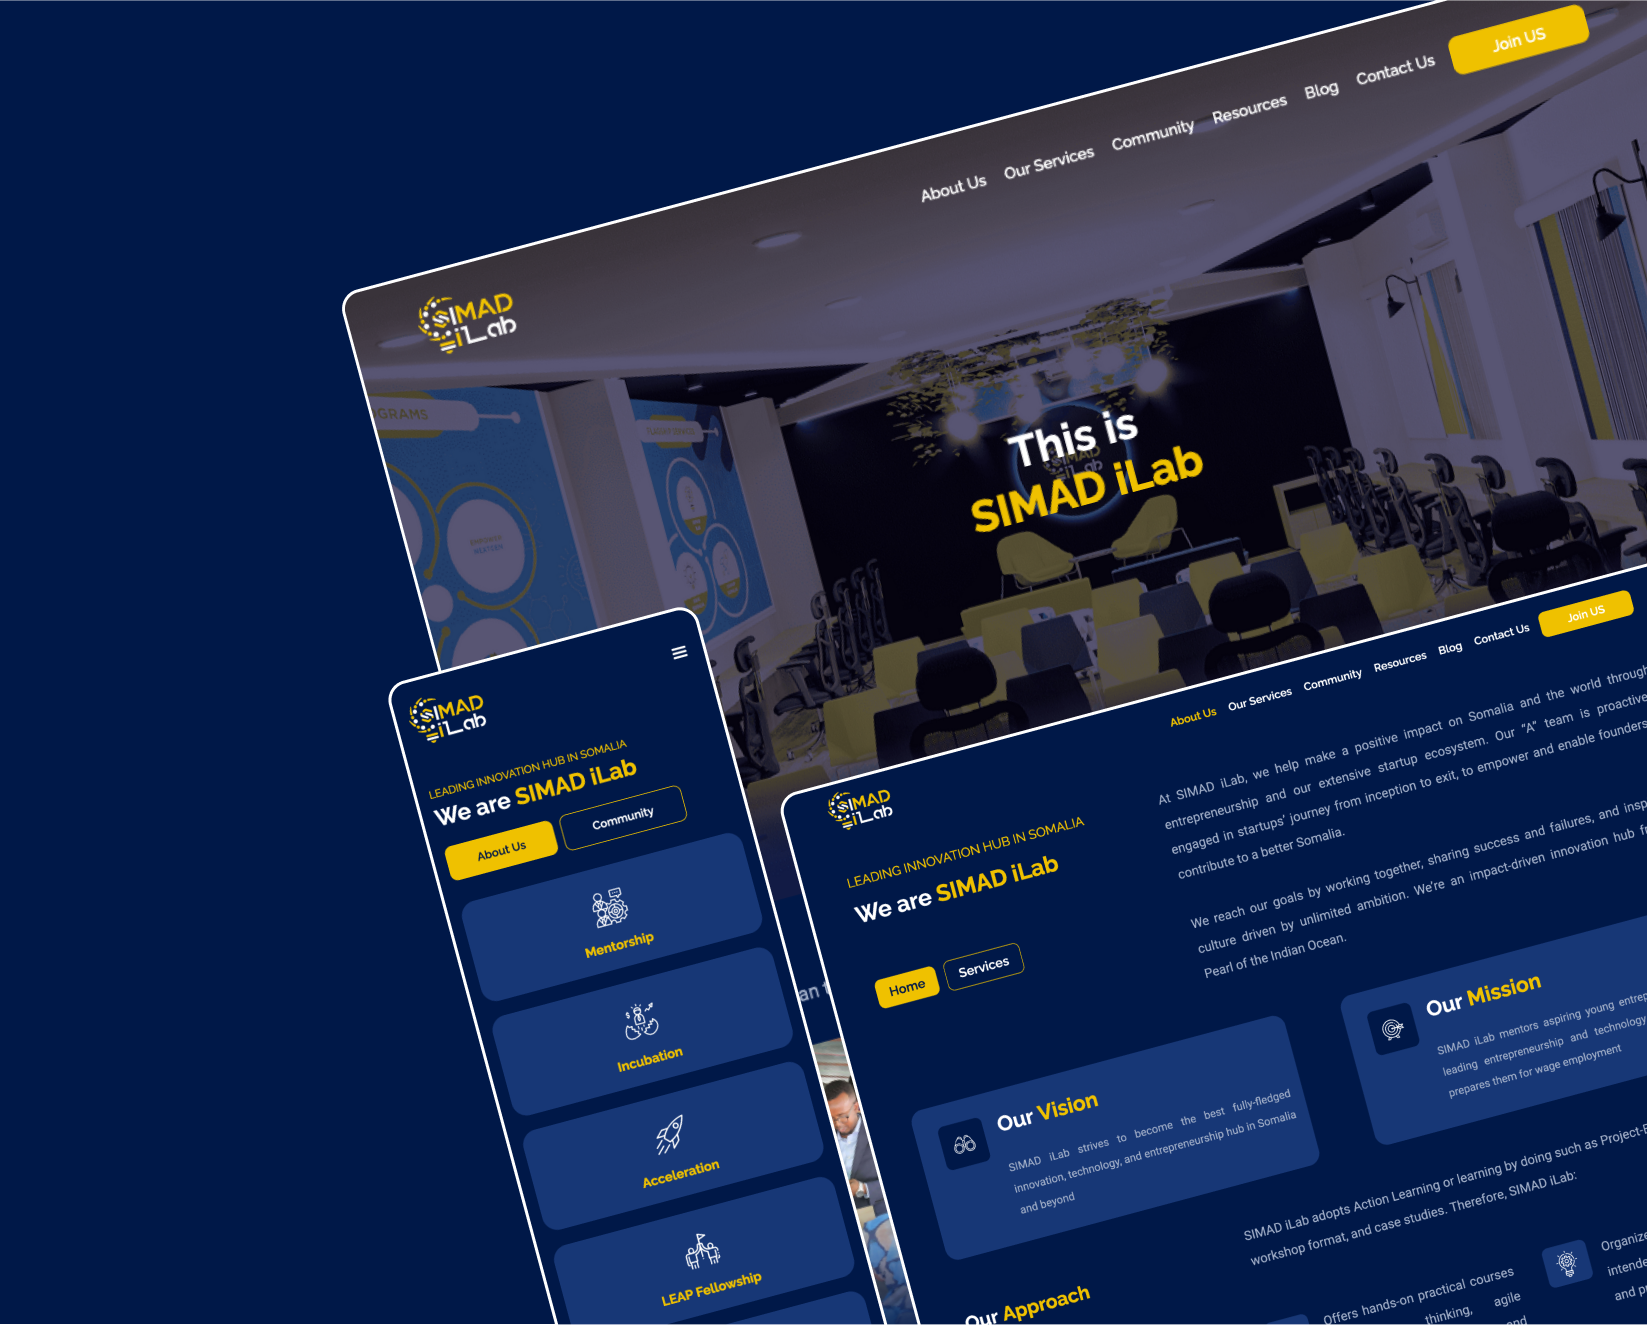 Join US
Contact Us
Blog
Resources
Community
Our Services
About Us
SIMAD
iLab
GRAMS
This is
SIMAD iLab
SIMAD
iLab
LEADING INNOVATION HUB IN SOMALIA
We are SIMAD iLab
About Us
Community
Mentorship
Incubation
Acceleration
LEAP Fellowship
an
About Us
Our Services
Community
Resources
Blog
Contact Us
Join US
SIMAD
iLab
LEADING INNOVATION HUB IN SOMALIA
We are SIMAD iLab
Home
Services
At SIMAD iLab, we help make a positive impact on Somalia and the world through
entrepreneurship and our extensive startup ecosystem. Our "A" team is proactive
engaged in startups' journey from inception to exit, to empower and enable founders
contribute to a better Somalia.
We reach our goals by working together, sharing success and failures, and insp
culture driven by unlimited ambition. We're an impact-driven innovation hub f
Pearl of the Indian Ocean.
Our Vision
SIMAD iLab strives to become the best fully-fledged
innovation, technology, and entrepreneurship hub in Somalia
and beyond
Our Mission
SIMAD iLab mentors aspiring young entrep
leading entrepreneurship and technology
prepares them for wage employment
Our Approach
SIMAD iLab adopts Action Learning or learning by doing such as Project-B
workshop format, and case studies. Therefore, SIMAD iLab:
Offers hands-on practical courses
thinking, agile
and
Organize
intende
and p